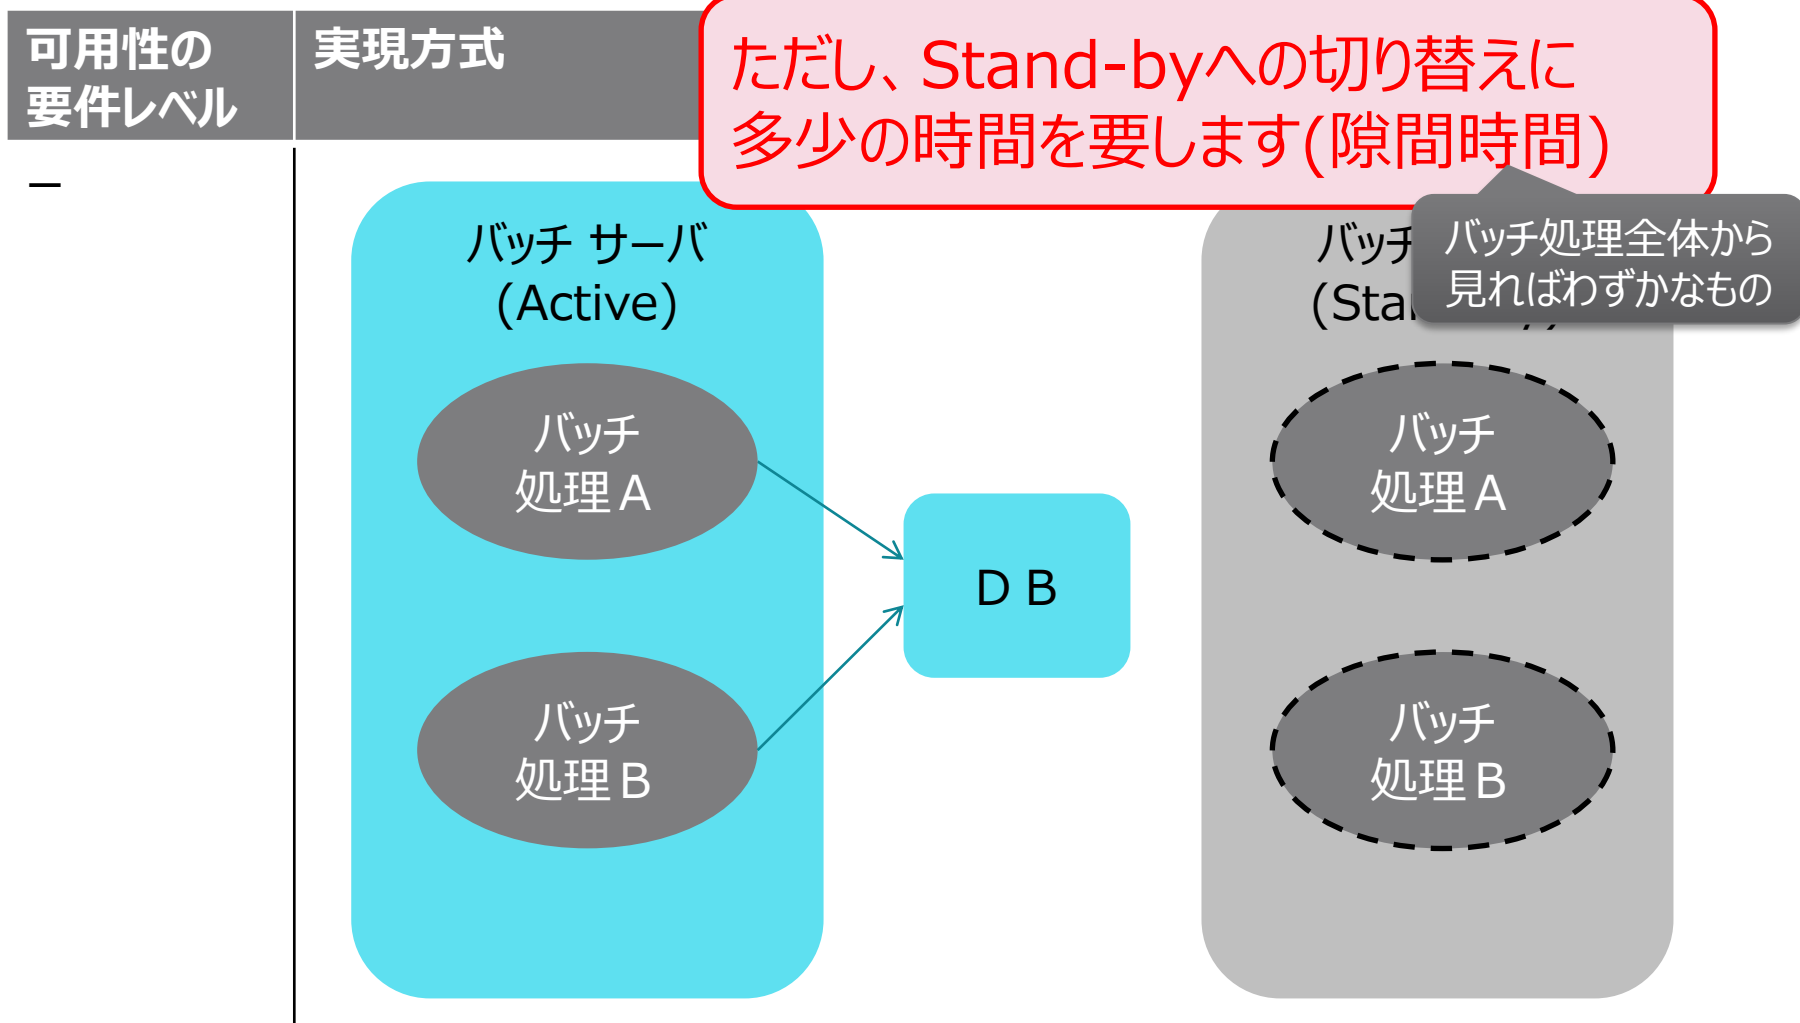 可用性の
要件レベル
実現方式
ただし、Stand-byへの切り替えに
多少の時間を要します(隙間時間)
バッチ処理全体から
見ればわずかなもの
–
バッチ サーバ
(Active)
バッチ
処理A
バッチ
処理B
ＤＢ
バッチ
(Sta
バッチ
処理A
バッチ
処理B